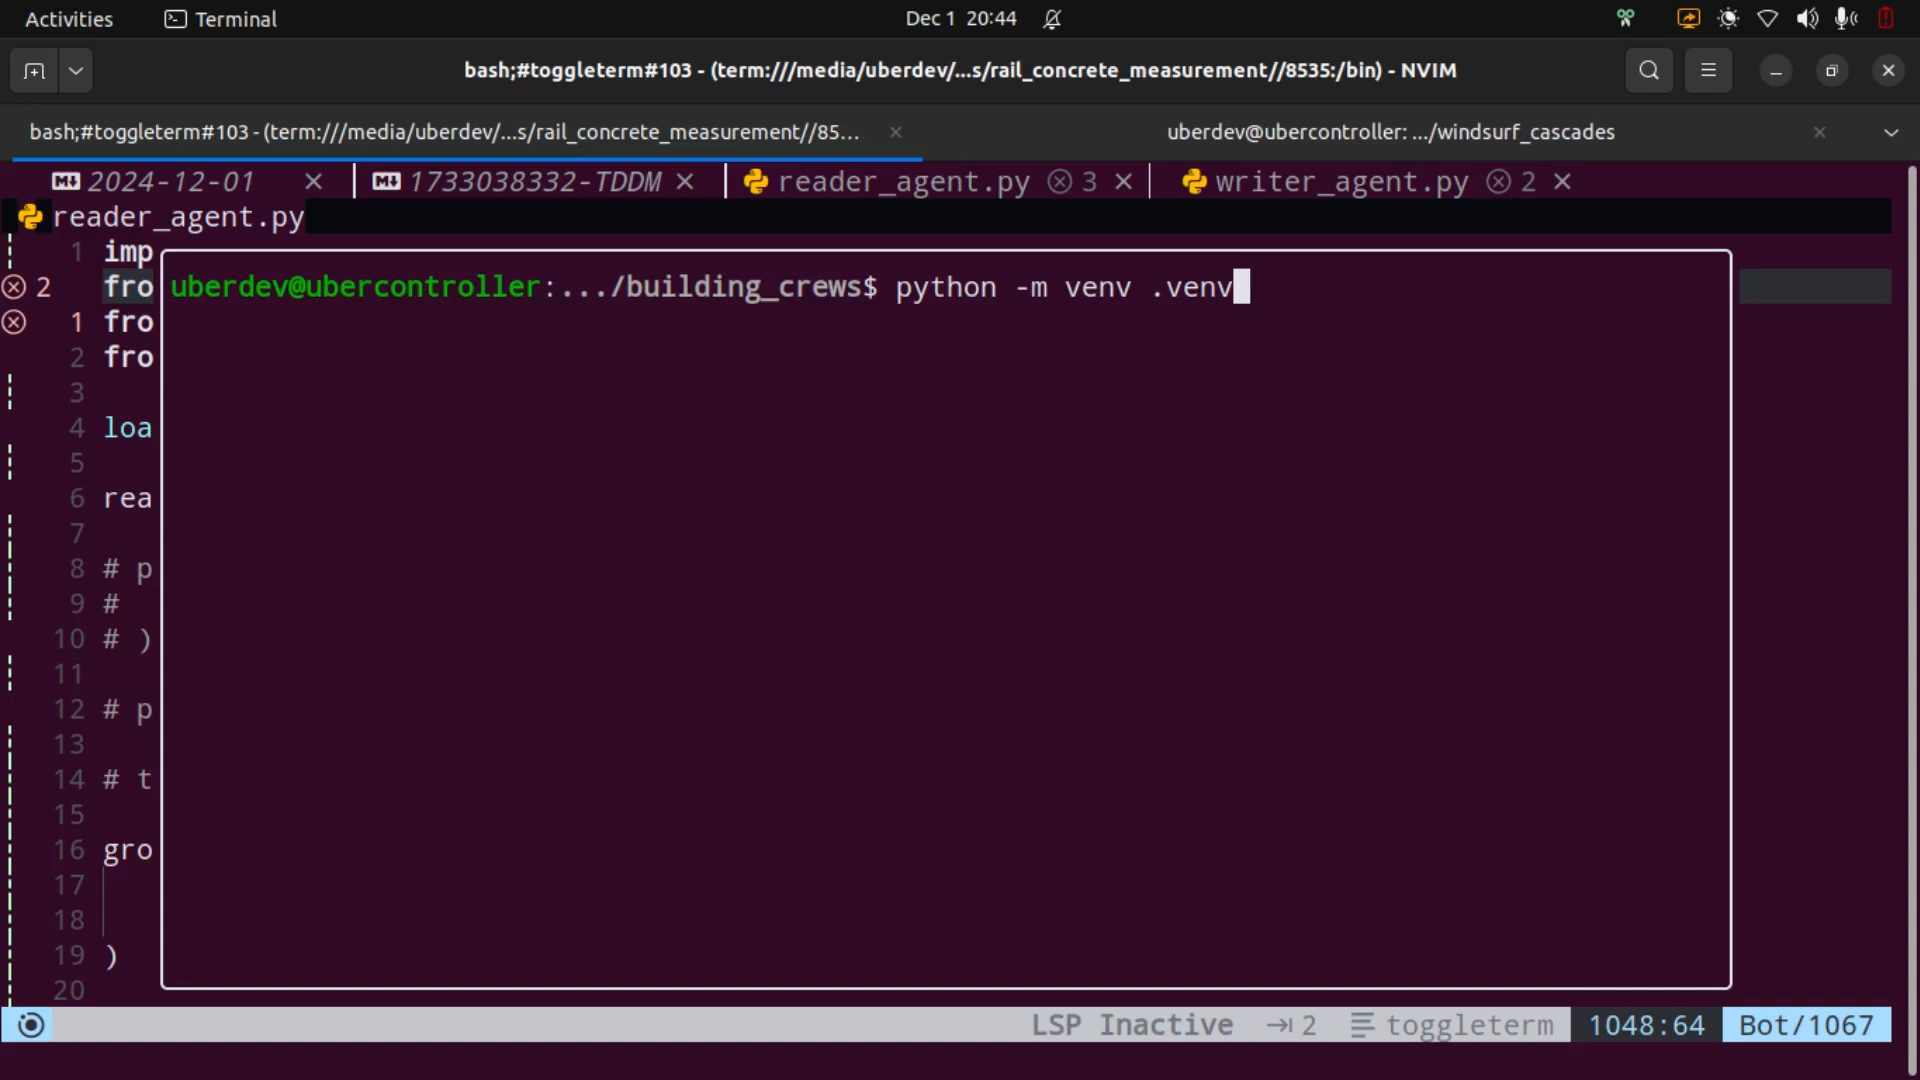 Activities Terminal Dec 1 20:44
bash;#toggleterm#103 - (term:///media/uberdev/...s/rail_concrete_measurement//8535:/bin) - NVIM
bash;#toggleterm#103 - (term:///media/uberdev/...s/rail_concrete_measurement//85... uberdev@ubercontroller: .../windsurf_cascades
2024-12-01 1733038332-TDDM reader_agent.py 3 writer_agent.py 2
reader_agent.py
1 imp
2 fro uberdev@ubercontroller:.../building_crews$ python -m venv .venv
1 fro
2 fro
3
4 loa
5
6 rea
7
8 # p
9 #
10 # )
11
12 # p
13
14 # t
15
16 gro
17
18
19 )
20
LSP Inactive 2 toggleterm 1048:64 Bot/1067